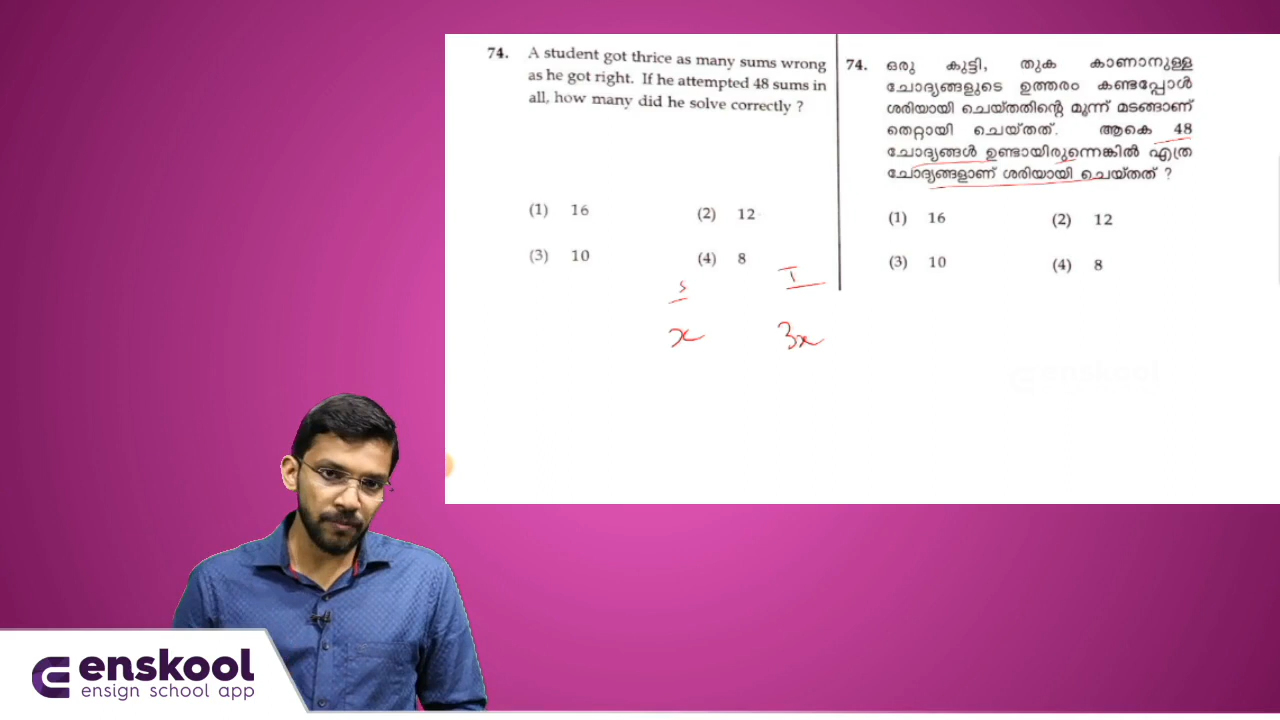 74. A student got thrice as many sums wrong
as he got right. If he attempted 48 sums in
all, how many did he solve correctly ?
(1) 16
(2) 12
(3) 10
(4) 8
74. ഒരു കുട്ടി, തുക കാണാനുള്ള
ചോദ്യങ്ങളുടെ ഉത്തരം കണ്ടപ്പോൾ
ശരിയായി ചെയ്തതിന്റെ മൂന്ന് മടങ്ങാണ്
തെറ്റായി ചെയ്തത്. ആകെ 48
ചോദ്യങ്ങൾ ഉണ്ടായിരുന്നെങ്കിൽ എത്ര
ചോദ്യങ്ങളാണ് ശരിയായി ചെയ്തത് ?
(1) 16
(2) 12
(3) 10
(4) 8
x 3x
enskool
enskool
ensign school app